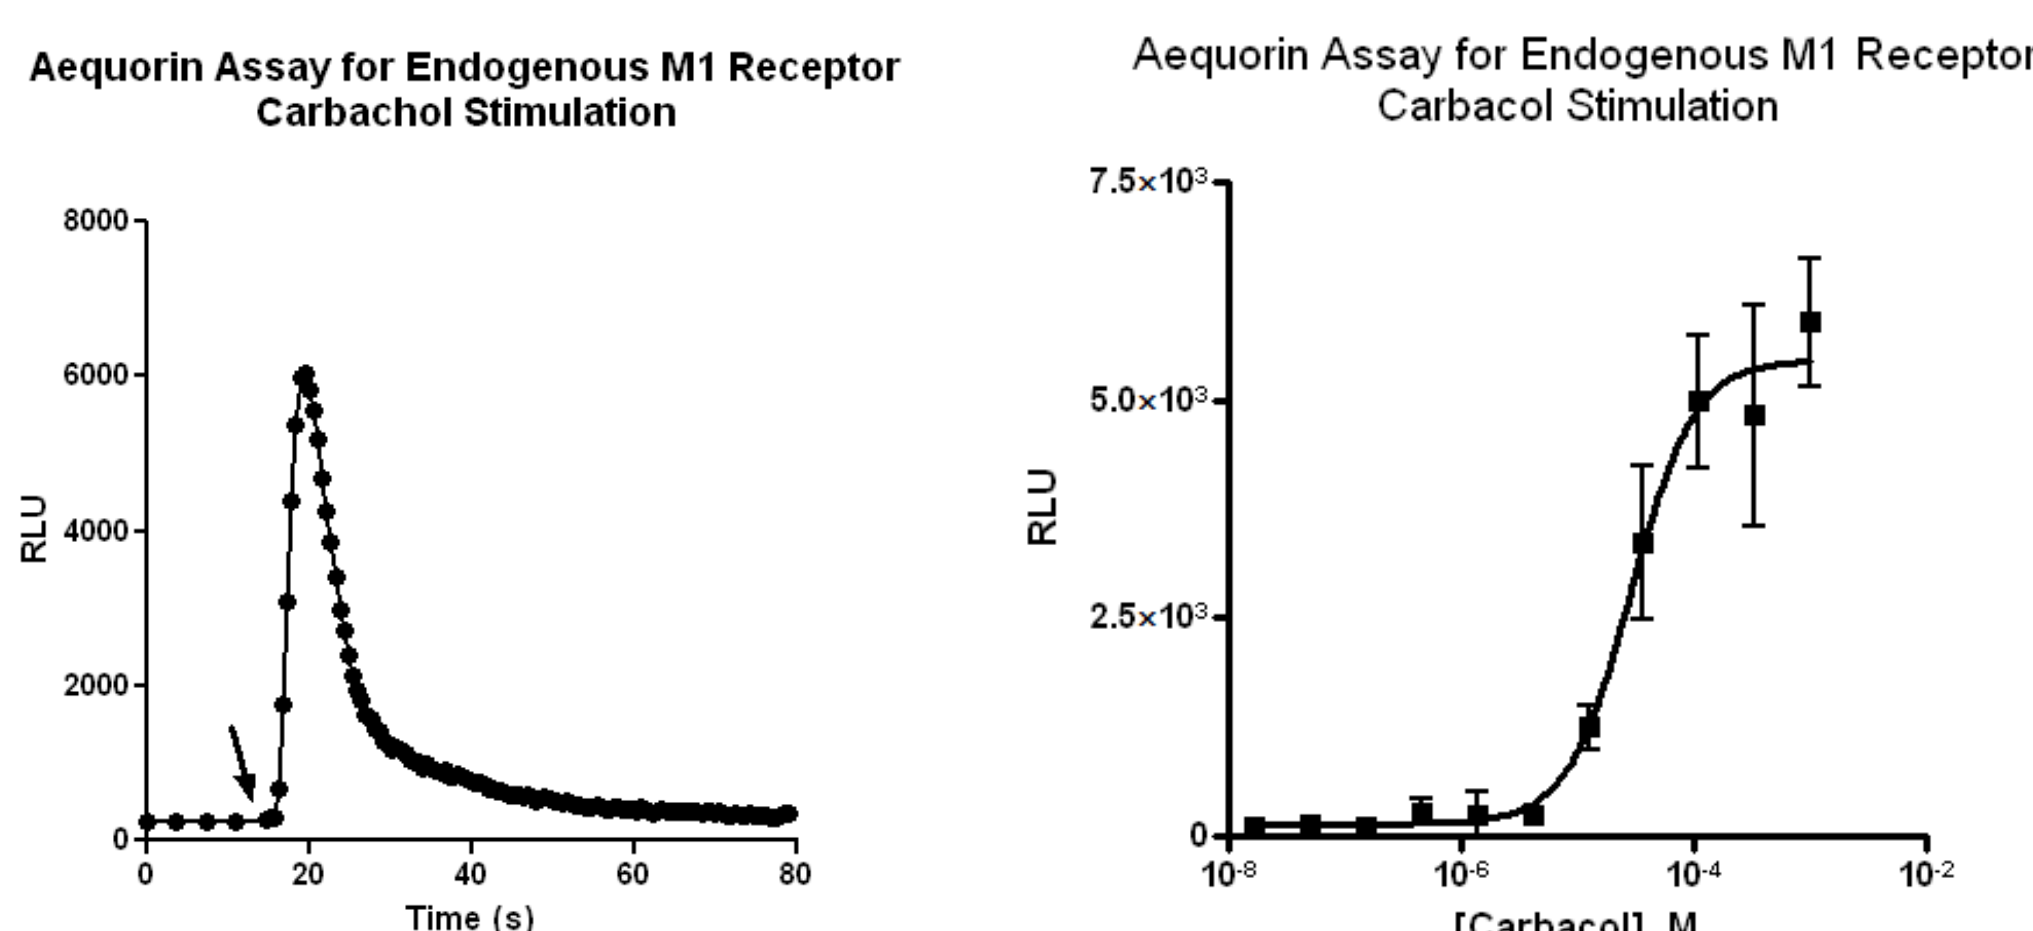 Aequorin Assay for Endogenous M1 Receptor
Carbachol Stimulation
8000
6000
4000
2000
0
RLU
0 20 40 60 80
Time (s)
Aequorin Assay for Endogenous M1 Receptor
Carbacol Stimulation
7.5×10³
5.0×10³
2.5×10³
0
RLU
10⁻⁸ 10⁻⁶ 10⁻⁴ 10⁻²
[Carbacol], M